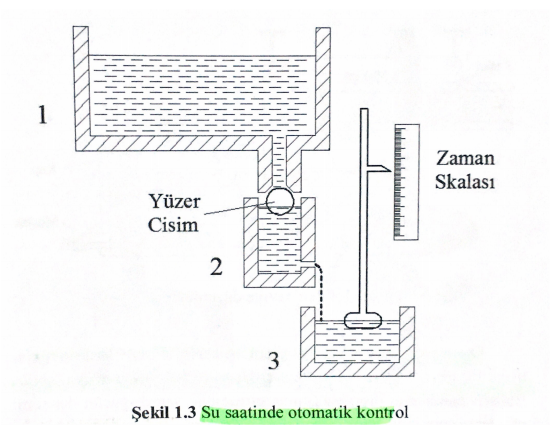 1
Zaman
Skalası
Yüzer
Cisim
2
3
Şekil 1.3 Su saatinde otomatik kontrol